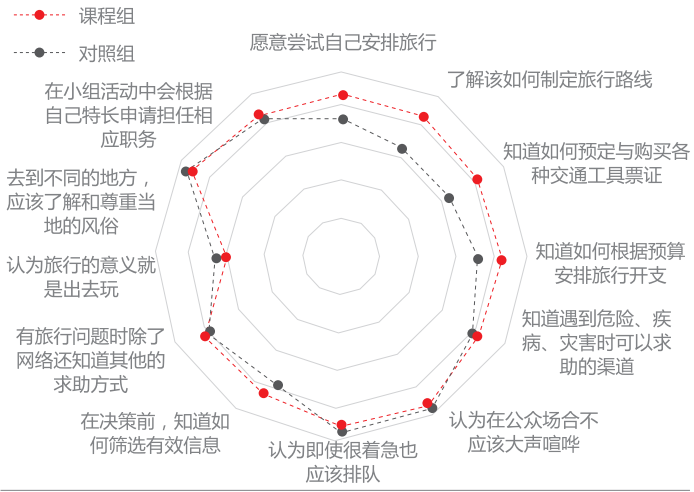 课程组
对照组
愿意尝试自己安排旅行
了解该如何制定旅行路线
知道如何预定与购买各
种交通工具票证
知道如何根据预算
安排旅行开支
知道遇到危险、疾
病、灾害时可以求
助的渠道
认为在公众场合不
应该大声喧哗
认为即使很着急也
应该排队
在决策前，知道如
何筛选有效信息
有旅行问题时除了
网络还知道其他的
求助方式
认为旅行的意义就
是出去玩
去到不同的地方，
应该了解和尊重当
地的风俗
在小组活动中会根据
自己特长申请担任相
应职务